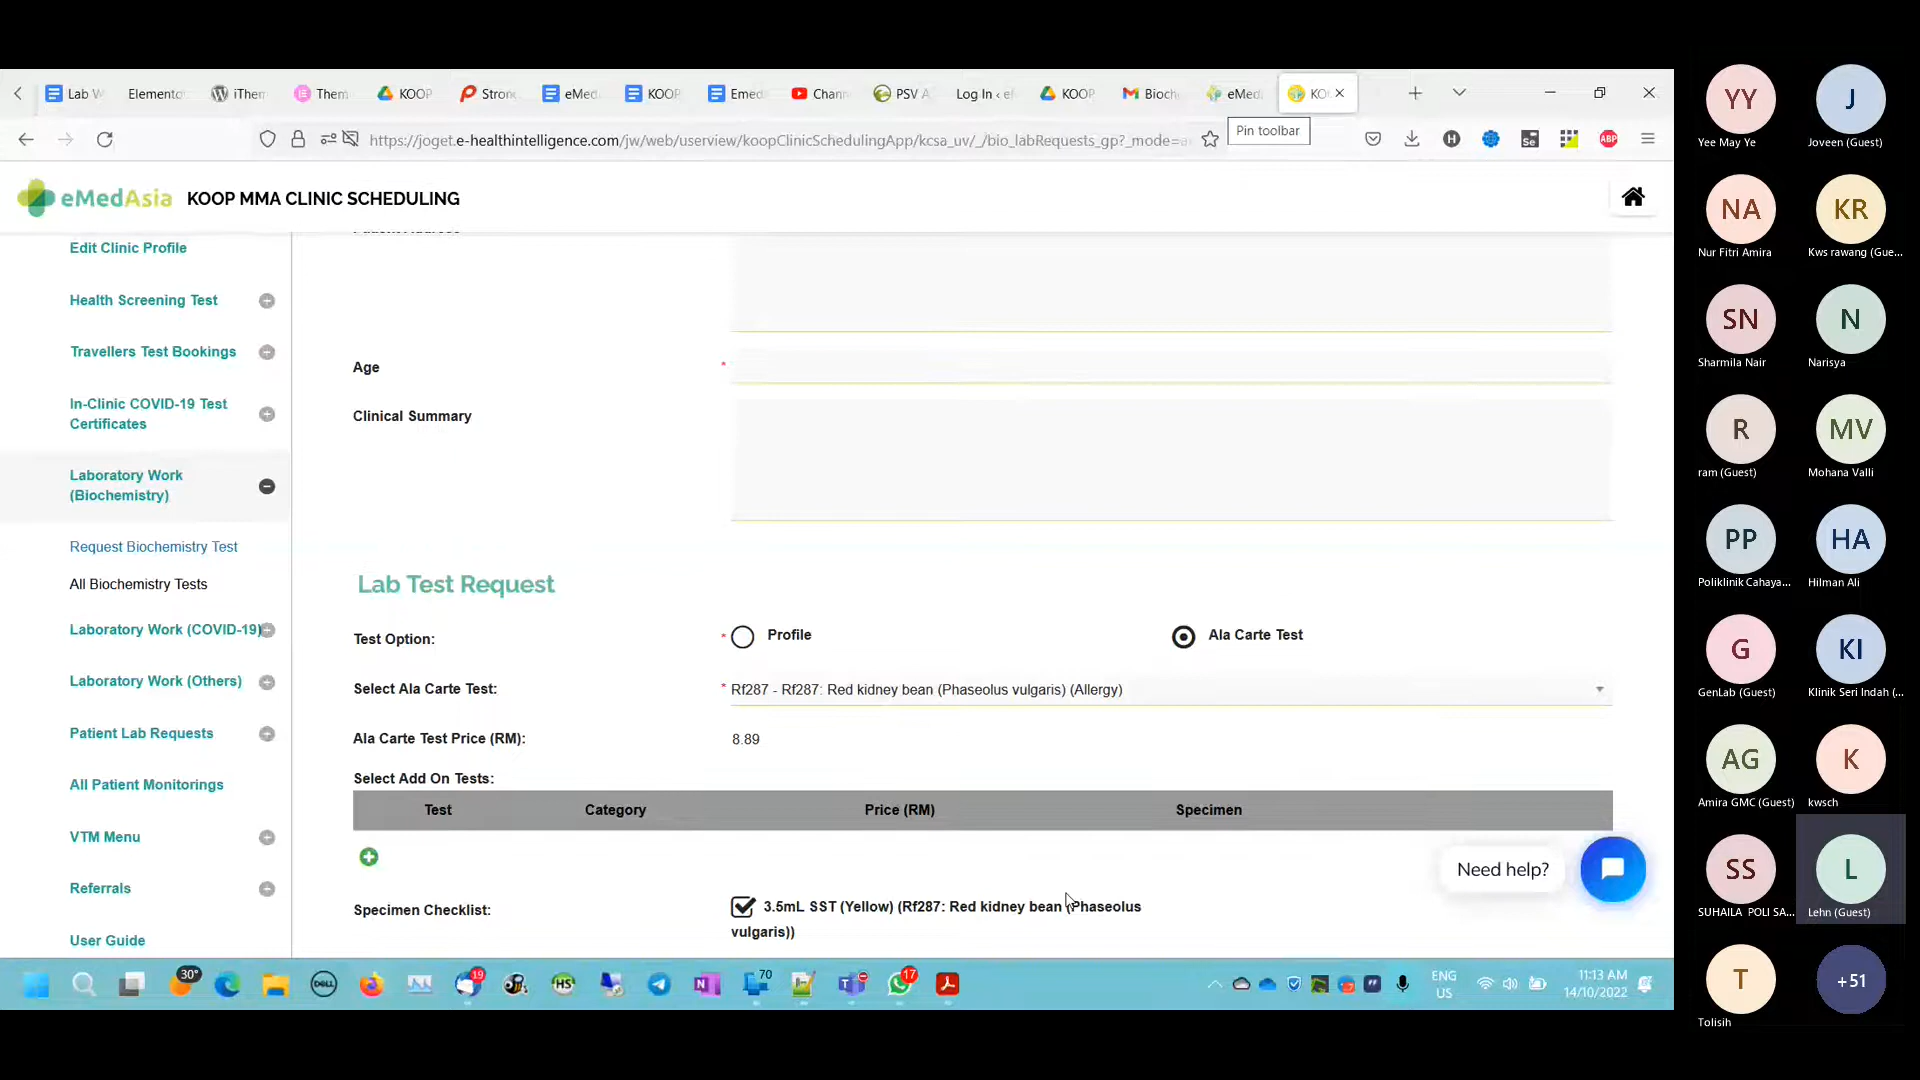 Lab W
Elemento
iThem
Them
KOOP
Stron
eMed
KOOP
Emed
Chann
PSV A
Log In ‹ e
KOOP
Bioch
eMed
KO
Pin toolbar
https://joget.e-healthintelligence.com/jw/web/userview/koopClinicSchedulingApp/kcsa_uv/_/bio_labRequests_gp?_mode=a
H
Se
ABP
eMedAsia
KOOP MMA CLINIC SCHEDULING
Edit Clinic Profile
Health Screening Test
Travellers Test Bookings
In-Clinic COVID-19 Test
Certificates
Laboratory Work
(Biochemistry)
Request Biochemistry Test
All Biochemistry Tests
Laboratory Work (COVID-19)
Laboratory Work (Others)
Patient Lab Requests
All Patient Monitorings
VTM Menu
Referrals
User Guide
Patient Address
Age *
Clinical Summary
Lab Test Request
Test Option: * Profile Ala Carte Test
Select Ala Carte Test: * Rf287 - Rf287: Red kidney bean (Phaseolus vulgaris) (Allergy)
Ala Carte Test Price (RM): 8.89
Select Add On Tests:
Test Category Price (RM) Specimen
Specimen Checklist: 3.5mL SST (Yellow) (Rf287: Red kidney bean (Phaseolus
vulgaris))
Need help?
30°
DELL
19
HS
N
70
17
ENG
US
11:13 AM
14/10/2022
YY
Yee May Ye
J
Joveen (Guest)
NA
Nur Fitri Amira
KR
Kws rawang (Gue...
SN
Sharmila Nair
N
Narisya
R
ram (Guest)
MV
Mohana Valli
PP
Poliklinik Cahaya...
HA
Hilman Ali
G
GenLab (Guest)
KI
Klinik Seri Indah (...
AG
Amira GMC (Guest)
K
kwsch
SS
SUHAILA POLI SA...
L
Lehn (Guest)
T
Tolisih
+51